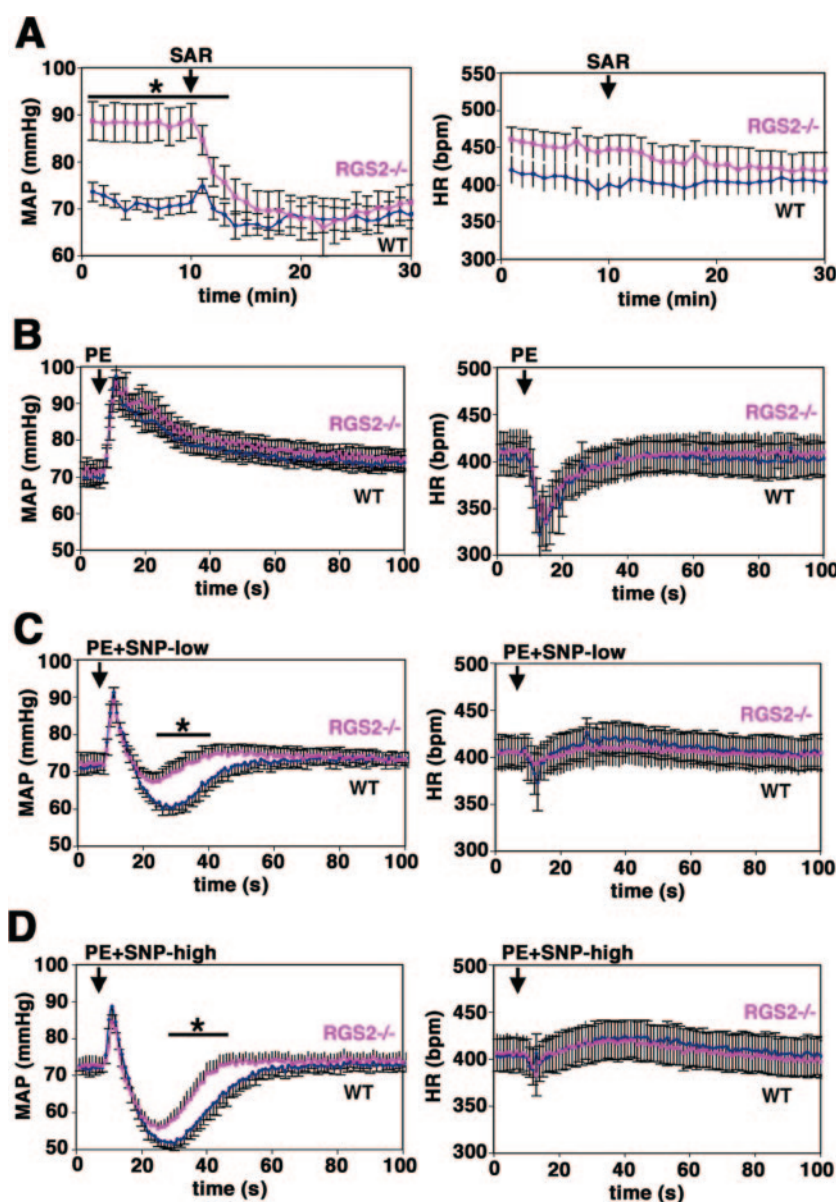 A
SAR
100
90
80
70
60
MAP (mmHg)
*
RGS2-/-
WT
0
10
20
30
time (min)
SAR
550
500
450
400
350
300
HR (bpm)
RGS2-/-
WT
0
10
20
30
time (min)
B
PE
100
90
80
70
60
50
MAP (mmHg)
RGS2-/-
WT
0
20
40
60
80
100
time (s)
PE
500
450
400
350
300
HR (bpm)
RGS2-/-
WT
0
20
40
60
80
100
time (s)
C
PE+SNP-low
100
90
80
70
60
50
MAP (mmHg)
*
RGS2-/-
WT
0
20
40
60
80
100
time (s)
PE+SNP-low
500
450
400
350
300
HR (bpm)
RGS2-/-
WT
0
20
40
60
80
100
time (s)
D
PE+SNP-high
100
90
80
70
60
50
MAP (mmHg)
*
RGS2-/-
WT
0
20
40
60
80
100
time (s)
PE+SNP-high
500
450
400
350
300
HR (bpm)
RGS2-/-
WT
0
20
40
60
80
100
time (s)